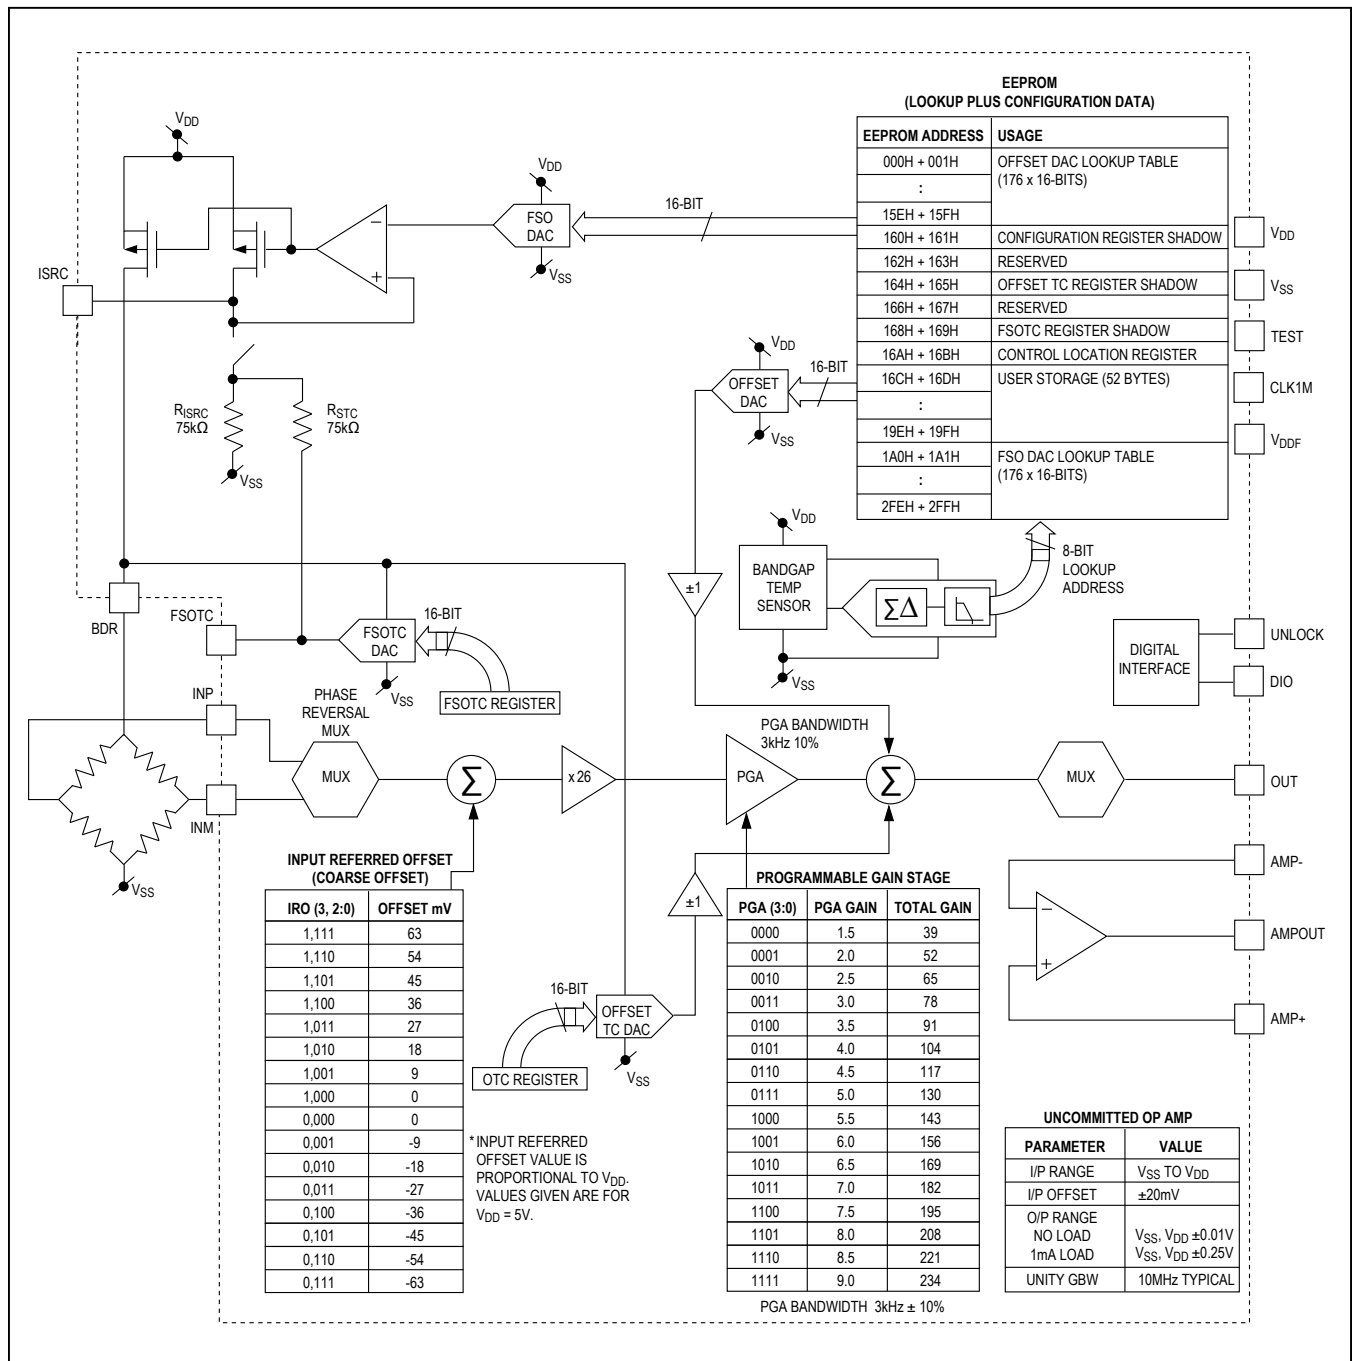 EEPROM
(LOOKUP PLUS CONFIGURATION DATA)
EEPROM ADDRESS USAGE
000H + 001H OFFSET DAC LOOKUP TABLE
(176 x 16-BITS)
:
15EH + 15FH
160H + 161H CONFIGURATION REGISTER SHADOW
162H + 163H RESERVED
164H + 165H OFFSET TC REGISTER SHADOW
166H + 167H RESERVED
168H + 169H FSOTC REGISTER SHADOW
16AH + 16BH CONTROL LOCATION REGISTER
16CH + 16DH USER STORAGE (52 BYTES)
:
19EH + 19FH
1A0H + 1A1H FSO DAC LOOKUP TABLE
(176 x 16-BITS)
:
2FEH + 2FFH
VDD
VDD
16-BIT
FSO
DAC
VSS
−
+
ISRC
RISRC
75kΩ
RSTC
75kΩ
VSS
VDD
16-BIT
OFFSET
DAC
VSS
VDD
VSS
TEST
CLK1M
VDDF
VDD
BANDGAP
TEMP
SENSOR
ΣΔ
8-BIT
LOOKUP
ADDRESS
VSS
±1
BDR
FSOTC
16-BIT
FSOTC
DAC
VSS
FSOTC REGISTER
DIGITAL
INTERFACE
UNLOCK
DIO
INP
PHASE
REVERSAL
MUX
MUX
INM
VSS
Σ
x 26
PGA BANDWIDTH
3kHz 10%
PGA
Σ
MUX
OUT
AMP-
AMPOUT
AMP+
−
+
±1
INPUT REFERRED OFFSET
(COARSE OFFSET)
IRO (3, 2:0) OFFSET mV
1,111 63
1,110 54
1,101 45
1,100 36
1,011 27
1,010 18
1,001 9
1,000 0
0,000 0
0,001 -9
0,010 -18
0,011 -27
0,100 -36
0,101 -45
0,110 -54
0,111 -63
16-BIT
OFFSET
TC DAC
OTC REGISTER
VSS
* INPUT REFERRED
OFFSET VALUE IS
PROPORTIONAL TO VDD.
VALUES GIVEN ARE FOR
VDD = 5V.
PROGRAMMABLE GAIN STAGE
PGA (3:0) PGA GAIN TOTAL GAIN
0000 1.5 39
0001 2.0 52
0010 2.5 65
0011 3.0 78
0100 3.5 91
0101 4.0 104
0110 4.5 117
0111 5.0 130
1000 5.5 143
1001 6.0 156
1010 6.5 169
1011 7.0 182
1100 7.5 195
1101 8.0 208
1110 8.5 221
1111 9.0 234
PGA BANDWIDTH 3kHz ± 10%
UNCOMMITTED OP AMP
PARAMETER VALUE
I/P RANGE VSS TO VDD
I/P OFFSET ±20mV
O/P RANGE
NO LOAD VSS, VDD ±0.01V
1mA LOAD VSS, VDD ±0.25V
UNITY GBW 10MHz TYPICAL